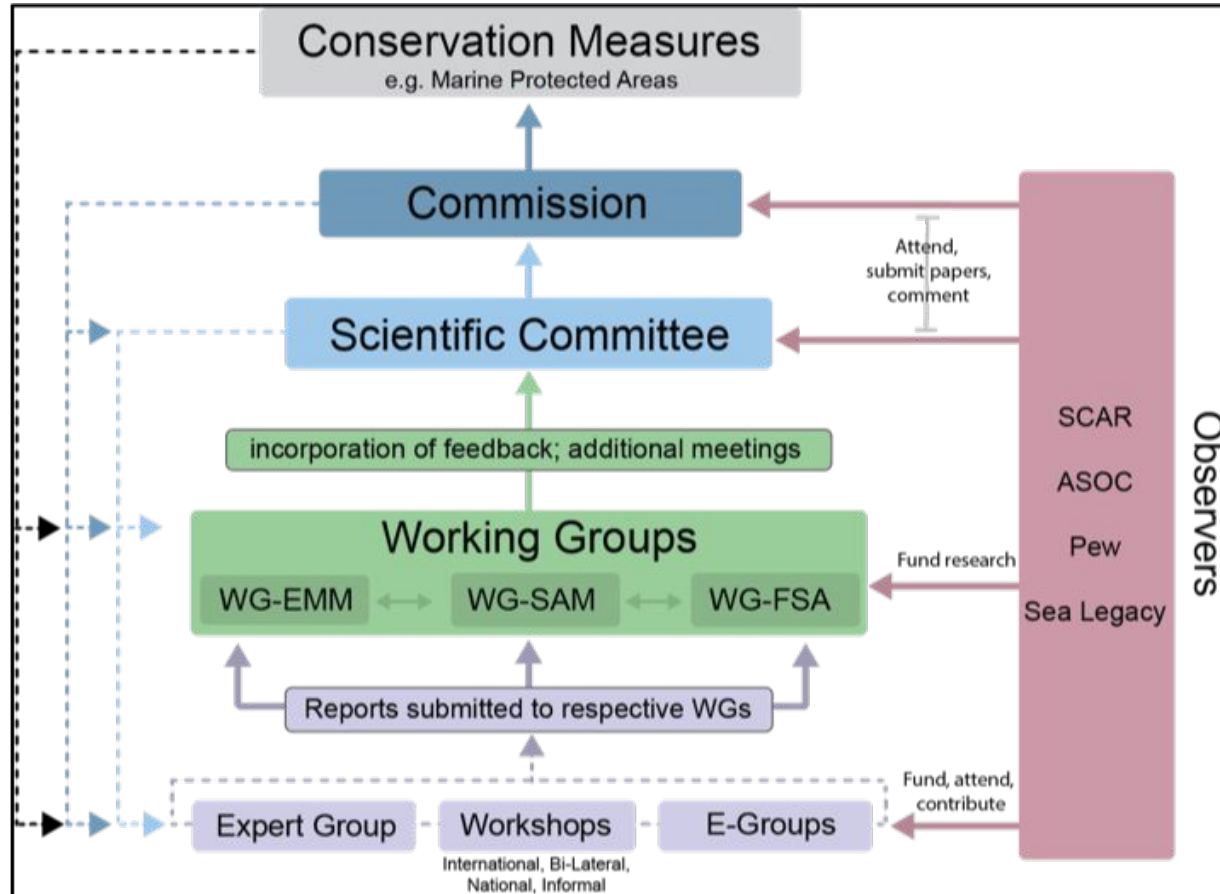 Conservation Measures
e.g. Marine Protected Areas
Commission
Attend,
submit papers,
comment
Scientific Committee
incorporation of feedback; additional meetings
Working Groups
WG-EMM
WG-SAM
WG-FSA
Fund research
Reports submitted to respective WGs
Fund, attend,
contribute
Expert Group
Workshops
E-Groups
International, Bi-Lateral,
National, Informal
SCAR
ASOC
Pew
Sea Legacy
Observers